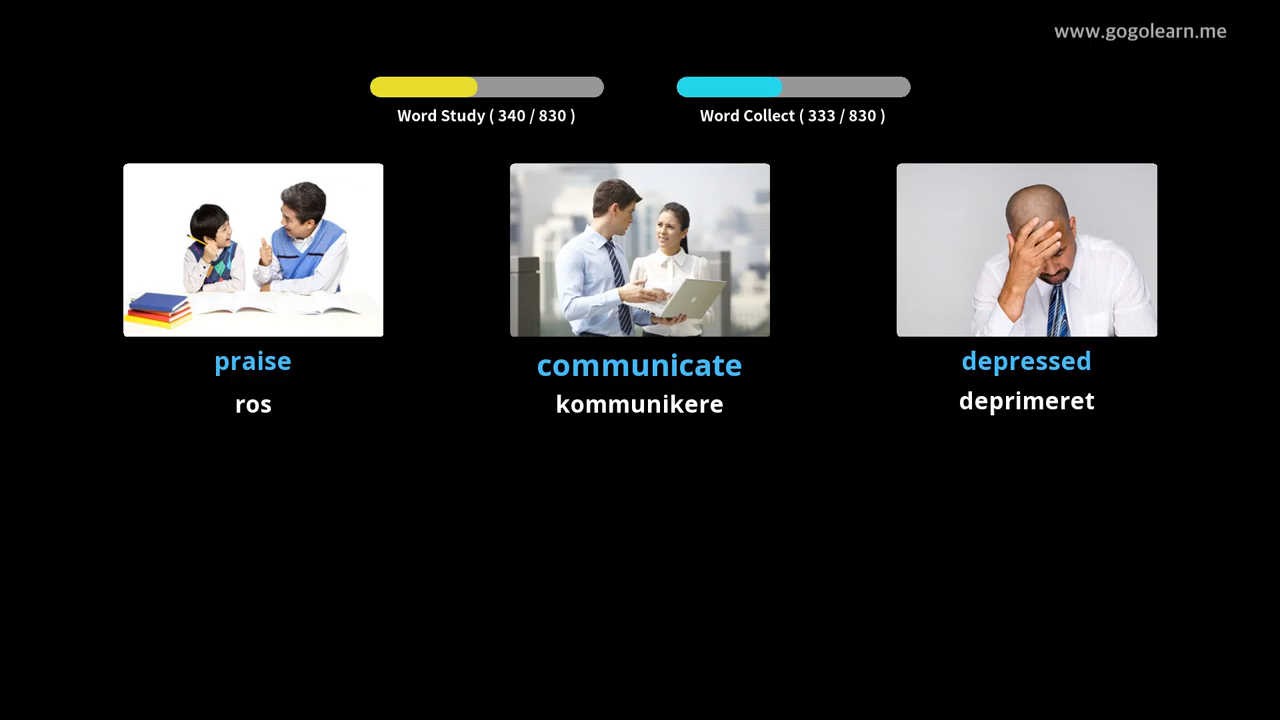 www.gogolearn.me
Word Study ( 340 / 830 )
Word Collect ( 333 / 830 )
praise
communicate
depressed
ros
kommunikere
deprimeret